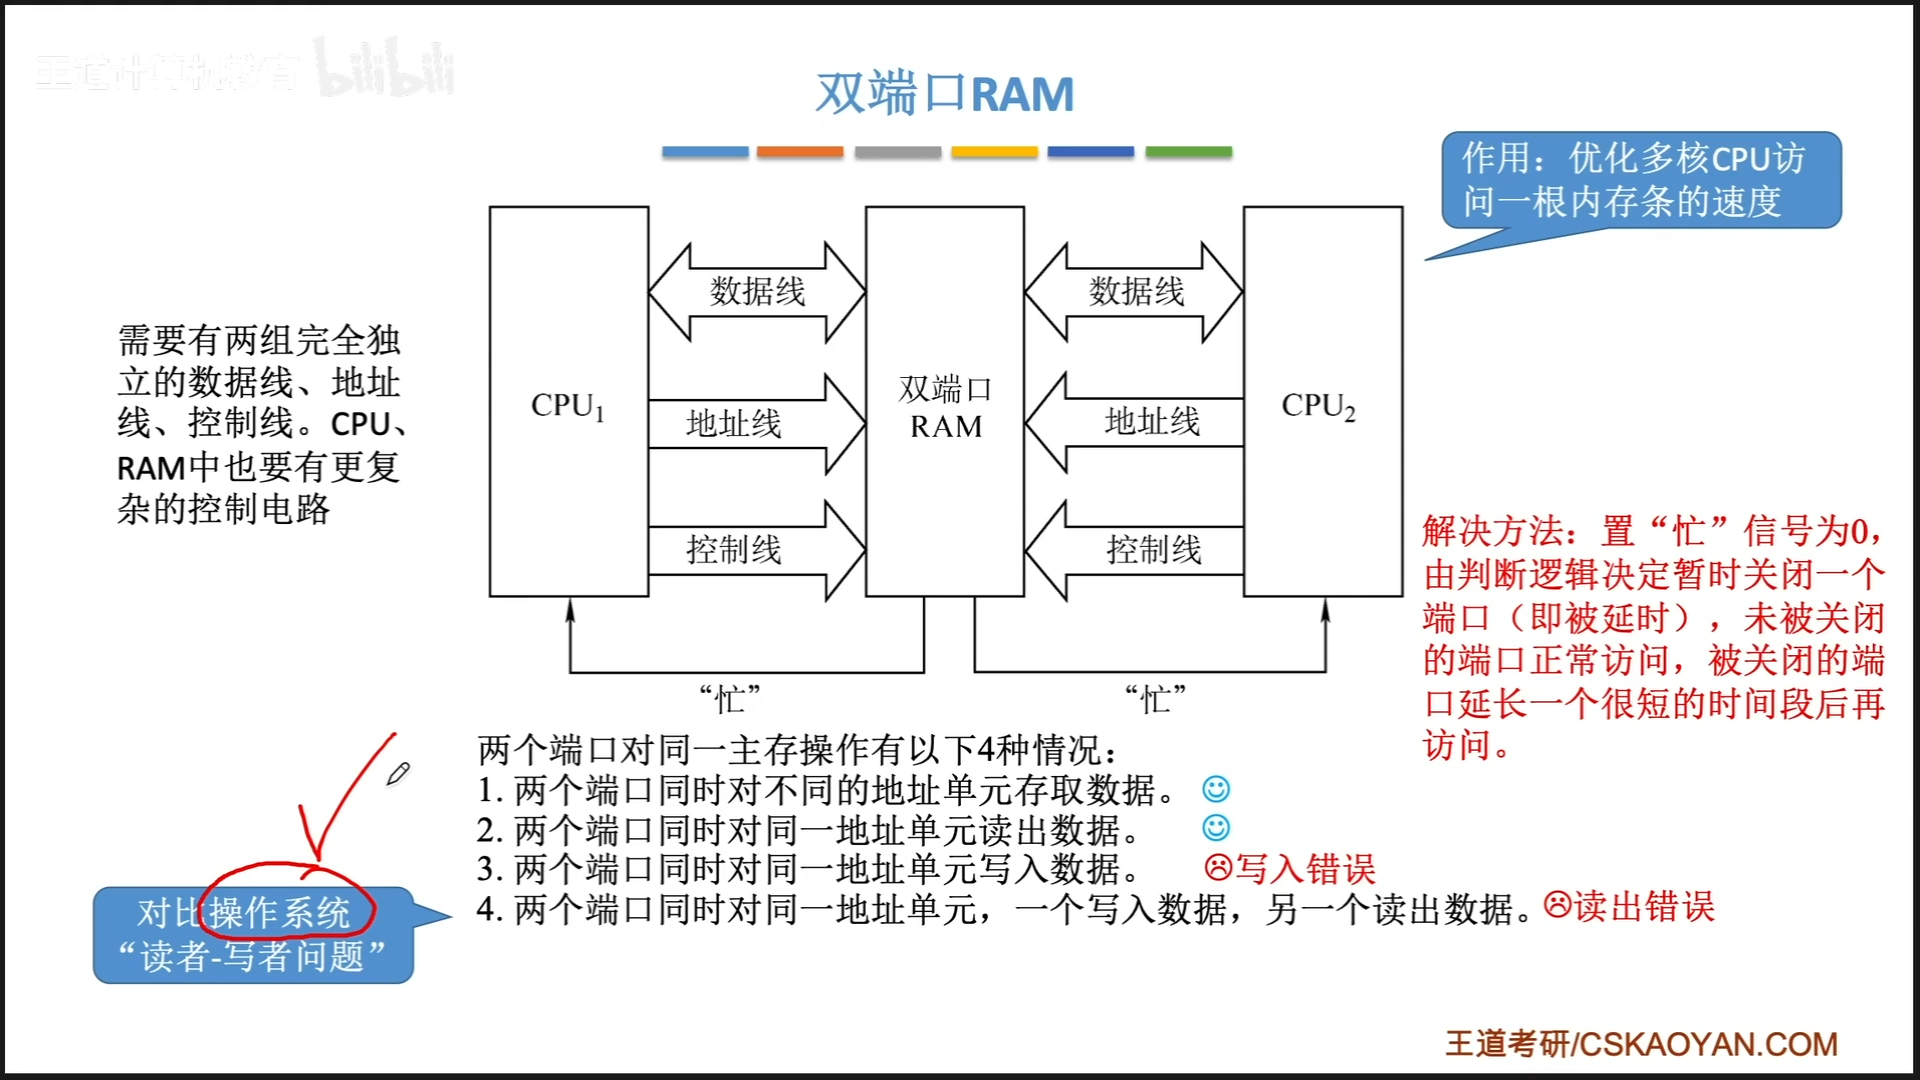 王道计算机教育 bilibili
双端口RAM
作用：优化多核CPU访
问一根内存条的速度
需要有两组完全独
立的数据线、地址
线、控制线。CPU、
RAM中也要有更复
杂的控制电路
CPU1
数据线
地址线
控制线
双端口
RAM
数据线
地址线
控制线
CPU2
“忙”
“忙”
解决方法：置“忙”信号为0，
由判断逻辑决定暂时关闭一个
端口（即被延时），未被关闭
的端口正常访问，被关闭的端
口延长一个很短的时间段后再
访问。
两个端口对同一主存操作有以下4种情况：
1. 两个端口同时对不同的地址单元存取数据。
2. 两个端口同时对同一地址单元读出数据。
3. 两个端口同时对同一地址单元写入数据。 写入错误
4. 两个端口同时对同一地址单元，一个写入数据，另一个读出数据。 读出错误
对比操作系统
“读者-写者问题”
王道考研/CSKAOYAN.COM